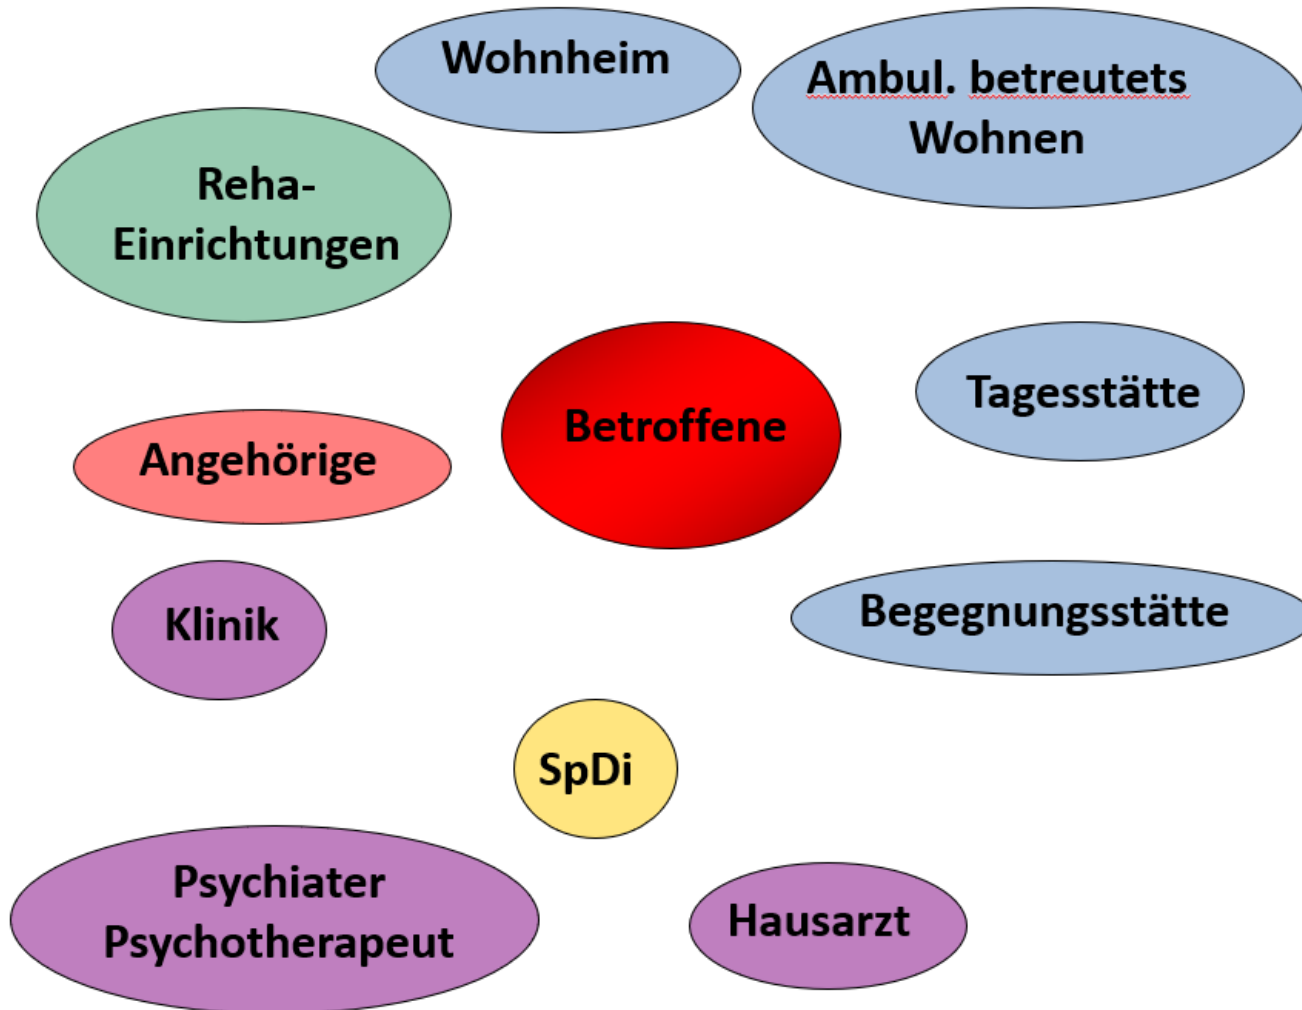 Wohnheim
Ambul. betreutets
Wohnen
Reha-
Einrichtungen
Betroffene
Tagesstätte
Angehörige
Klinik
Begegnungsstätte
SpDi
Psychiater
Psychotherapeut
Hausarzt